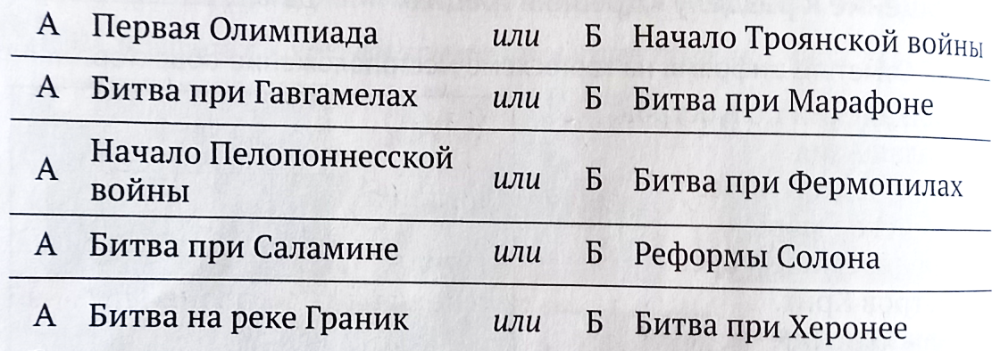 А Первая Олимпиада или Б Начало Троянской войны
А Битва при Гавгамелах или Б Битва при Марафоне
А Начало Пелопоннесской войны или Б Битва при Фермопилах
А Битва при Саламине или Б Реформы Солона
А Битва на реке Граник или Б Битва при Херонее